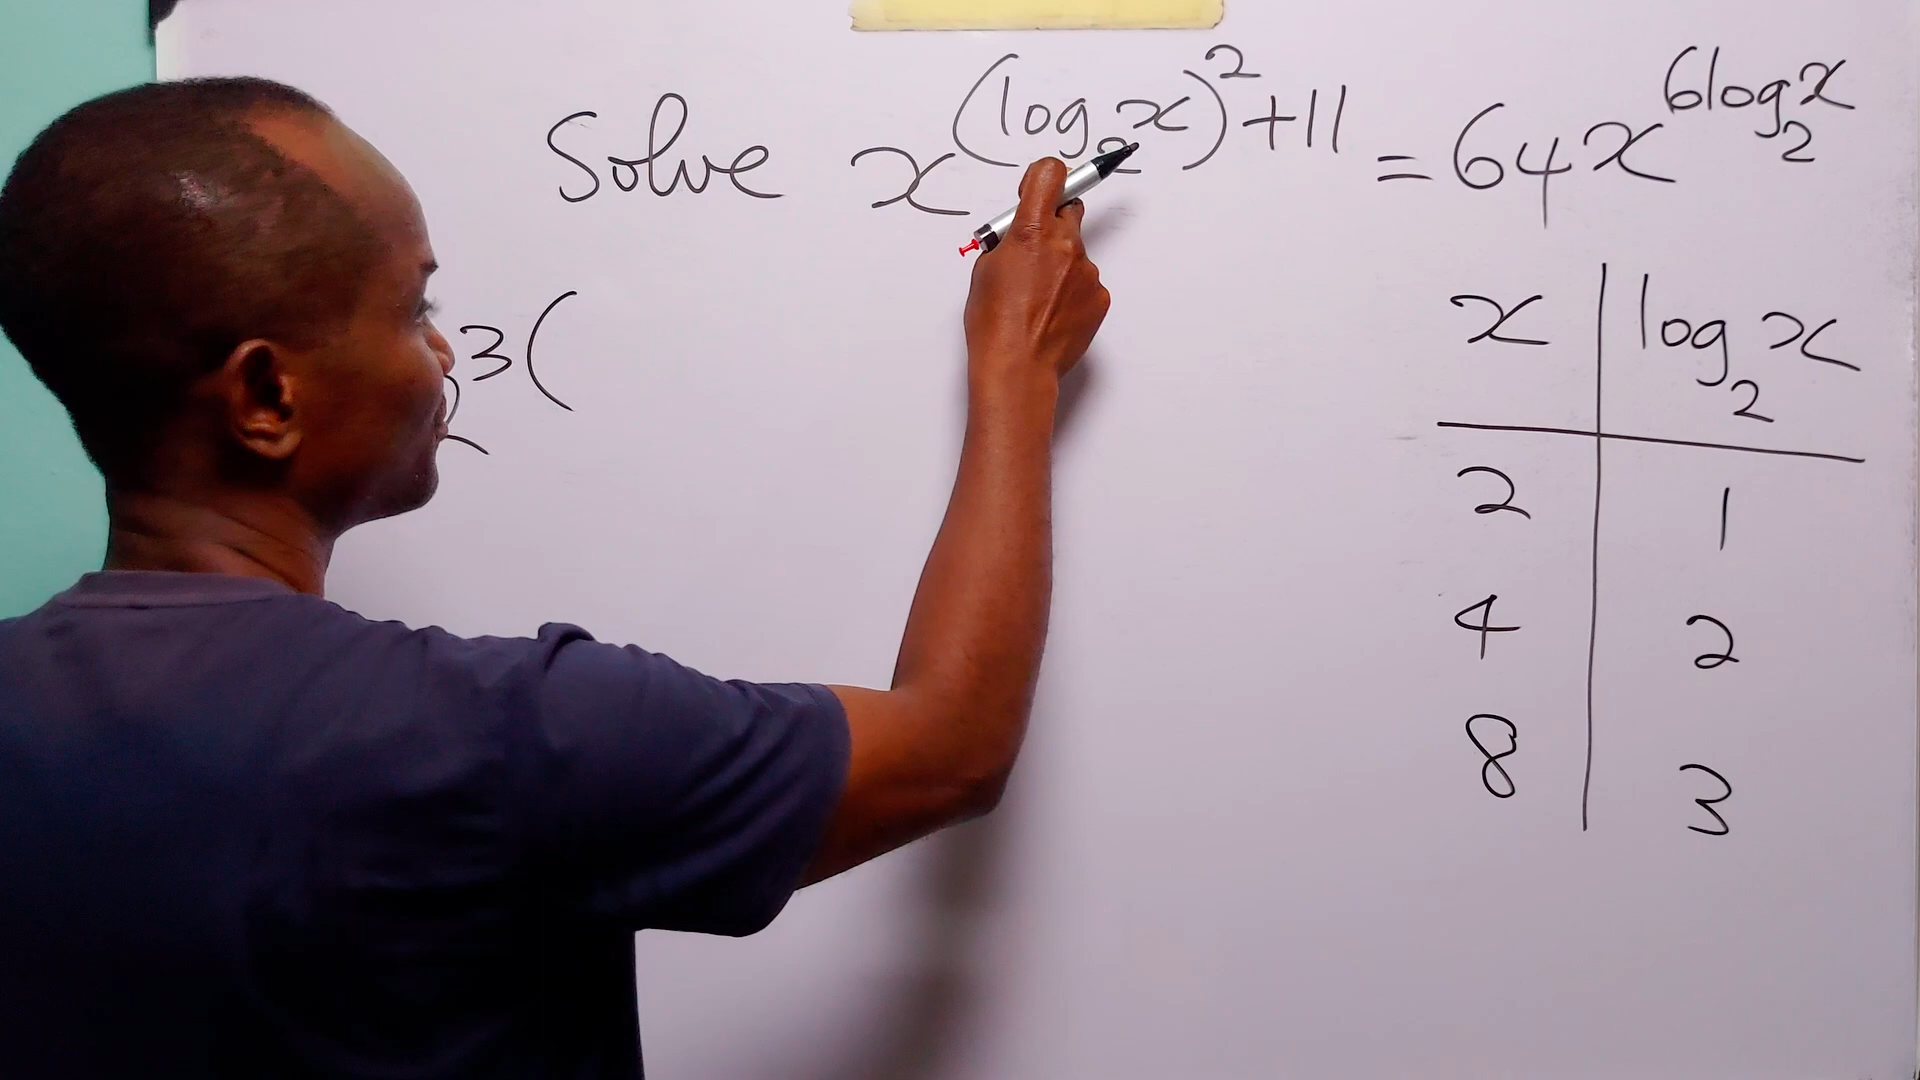 Solve x^((log₂x)²+11) = 64x^(6log₂x)
3(
x | log₂x
2 | 1
4 | 2
8 | 3